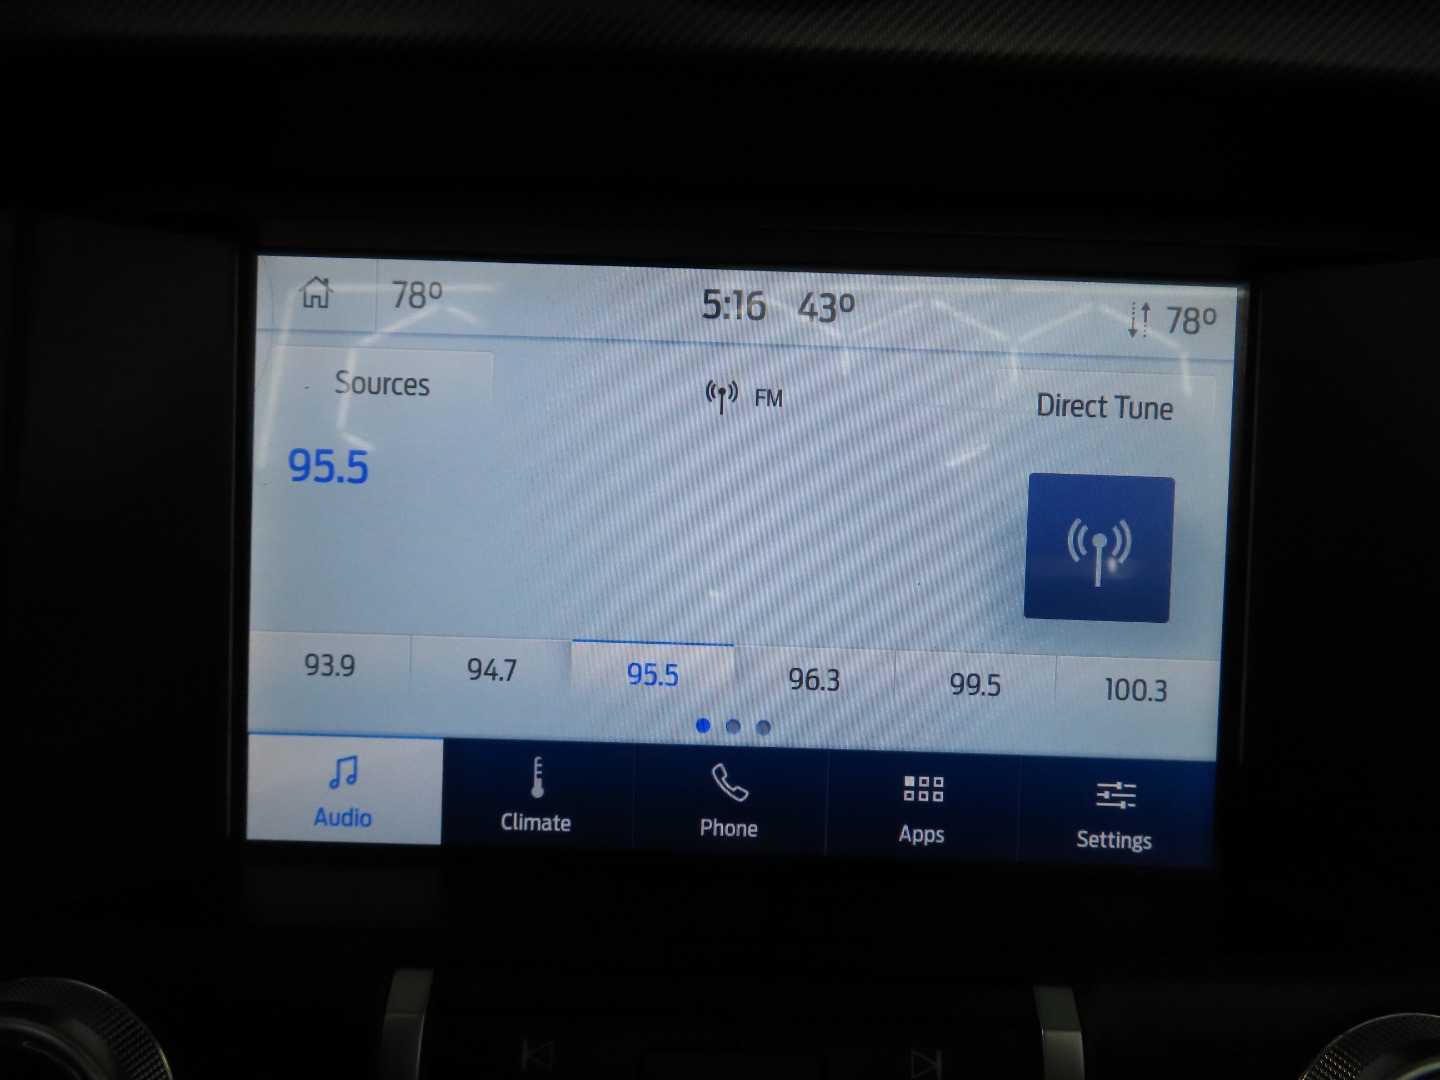 78° 5:16 43° 78°
Sources FM Direct Tune
95.5
93.9 94.7 95.5 96.3 99.5 100.3
Audio Climate Phone Apps Settings